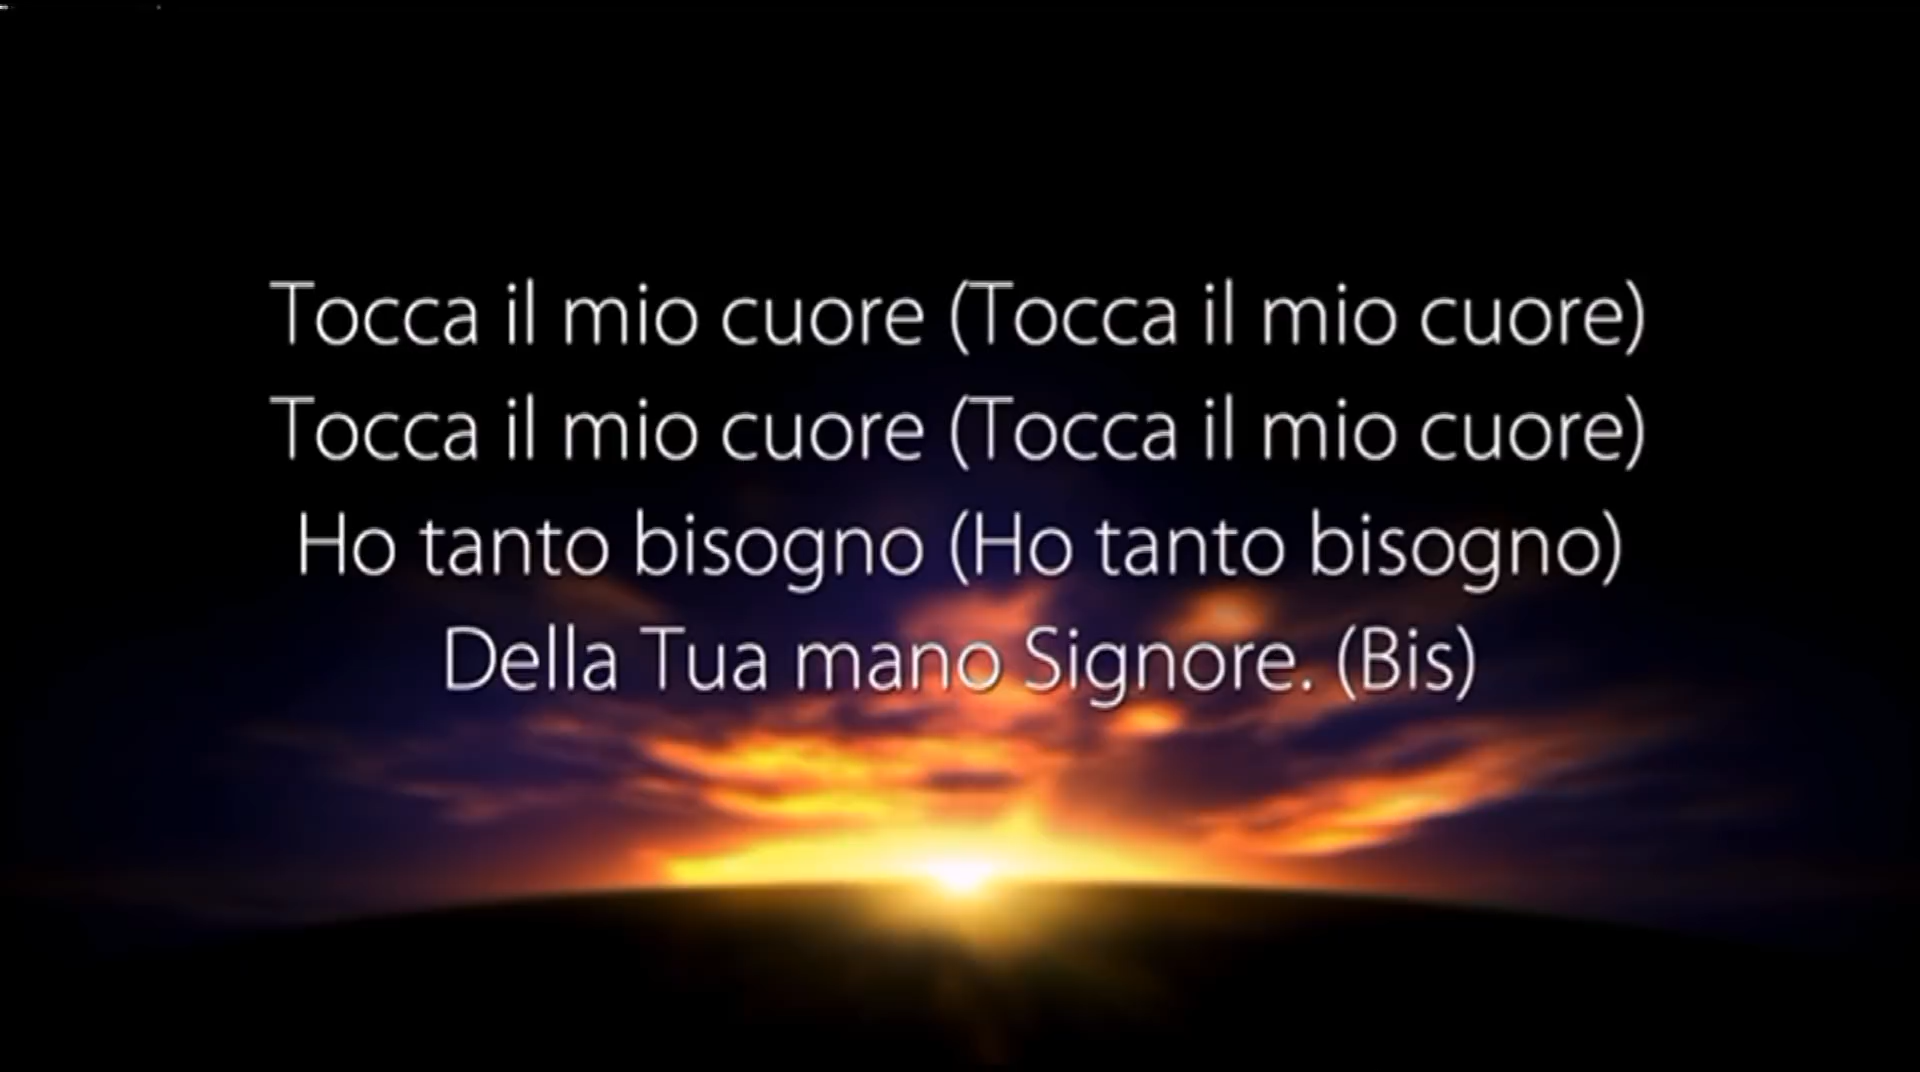 Tocca il mio cuore (Tocca il mio cuore)
Tocca il mio cuore (Tocca il mio cuore)
Ho tanto bisogno (Ho tanto bisogno)
Della Tua mano Signore. (Bis)